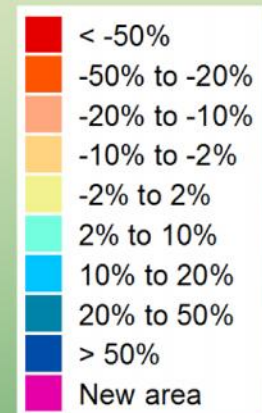 < -50%
-50% to -20%
-20% to -10%
-10% to -2%
-2% to 2%
2% to 10%
10% to 20%
20% to 50%
> 50%
New area